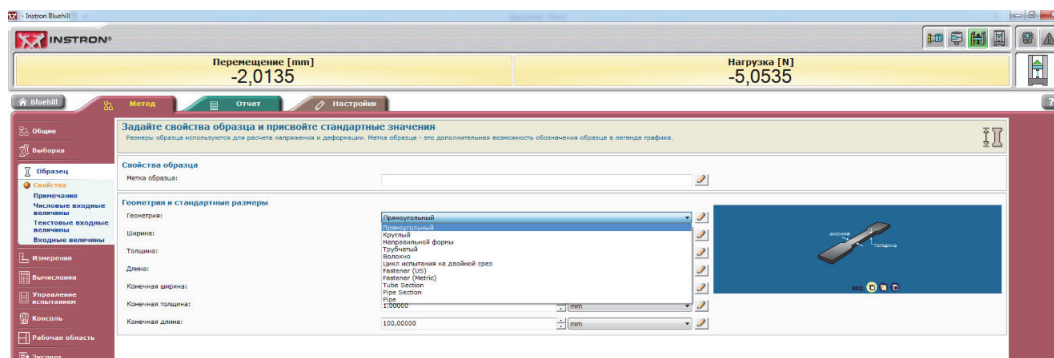 - Instron Bluehill
INSTRON®
Перемещение [mm]
-2,0135
Нагрузка [N]
-5,0535
Bluehill
Метод
Отчет
Настройки
?
Общие
Выборка
Образец
Свойства
Примечания
Числовые входные
величины
Текстовые входные
величины
Входные величины
Измерения
Вычисления
Управление
испытанием
Консоль
Рабочая область
Экспорт
Задайте свойства образца и присвойте стандартные значения
Размеры образца используются для расчета напряжения и деформации. Метка образца - это дополнительная возможность обозначения образца в легенде графика.
Свойства образца
Метка образца:
Геометрия и стандартные размеры
Геометрия:
Прямоугольный
Прямоугольный
Круглый
Неправильной формы
Трубчатый
Волокно
Цикл испытания на двойной срез
Fastener (US)
Fastener (Metric)
Tube Section
Pipe Section
Pipe
Ширина:
Толщина:
Длина:
Конечная ширина:
Конечная толщина:
1,00000
mm
Конечная длина:
100,00000
mm
ширина
толщина